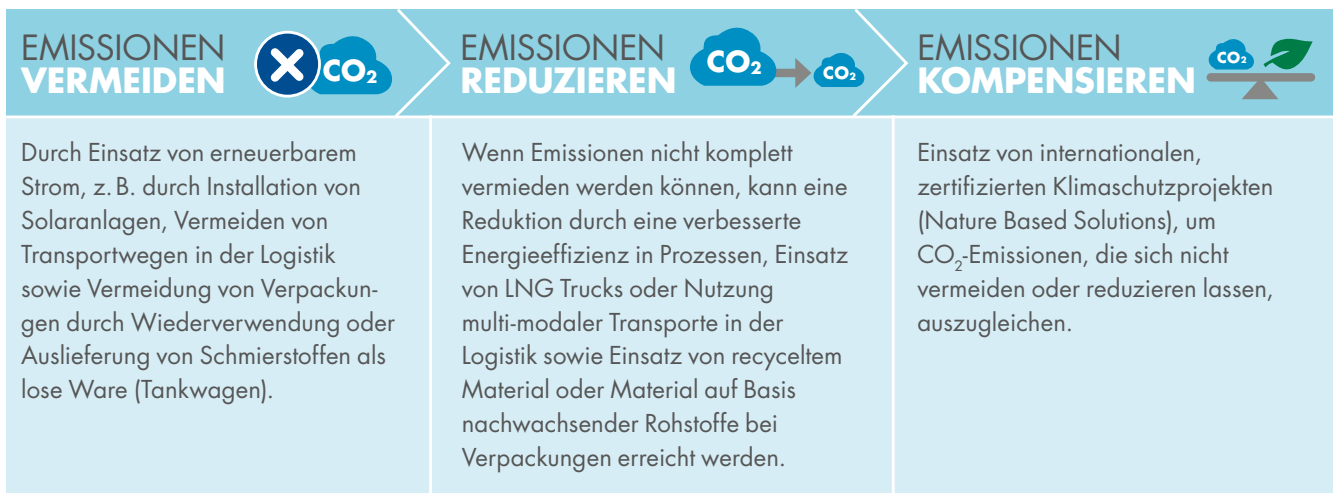 EMISSIONEN
VERMEIDEN
CO₂
EMISSIONEN
REDUZIEREN
CO₂
CO₂
EMISSIONEN
KOMPENSIEREN
CO₂
Durch Einsatz von erneuerbarem
Strom, z. B. durch Installation von
Solaranlagen, Vermeiden von
Transportwegen in der Logistik
sowie Vermeidung von Verpackun-
gen durch Wiederverwendung oder
Auslieferung von Schmierstoffen als
lose Ware (Tankwagen).
Wenn Emissionen nicht komplett
vermieden werden können, kann eine
Reduktion durch eine verbesserte
Energieeffizienz in Prozessen, Einsatz
von LNG Trucks oder Nutzung
multi-modaler Transporte in der
Logistik sowie Einsatz von recyceltem
Material oder Material auf Basis
nachwachsender Rohstoffe bei
Verpackungen erreicht werden.
Einsatz von internationalen,
zertifizierten Klimaschutzprojekten
(Nature Based Solutions), um
CO₂-Emissionen, die sich nicht
vermeiden oder reduzieren lassen,
auszugleichen.